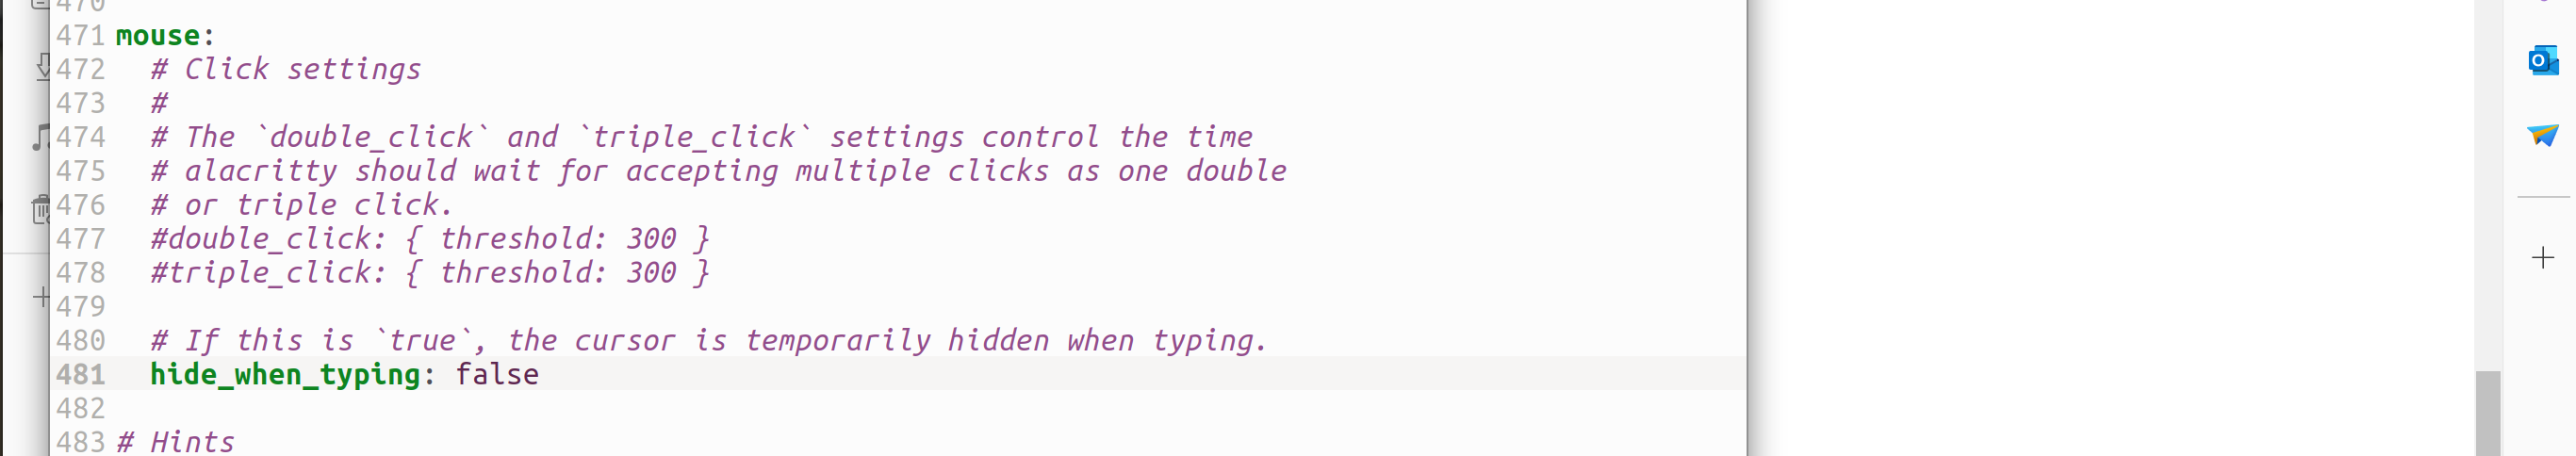 470
471 mouse:
472   # Click settings
473   #
474   # The `double_click` and `triple_click` settings control the time
475   # alacritty should wait for accepting multiple clicks as one double
476   # or triple click.
477   #double_click: { threshold: 300 }
478   #triple_click: { threshold: 300 }
479
480   # If this is `true`, the cursor is temporarily hidden when typing.
481   hide_when_typing: false
482
483 # Hints